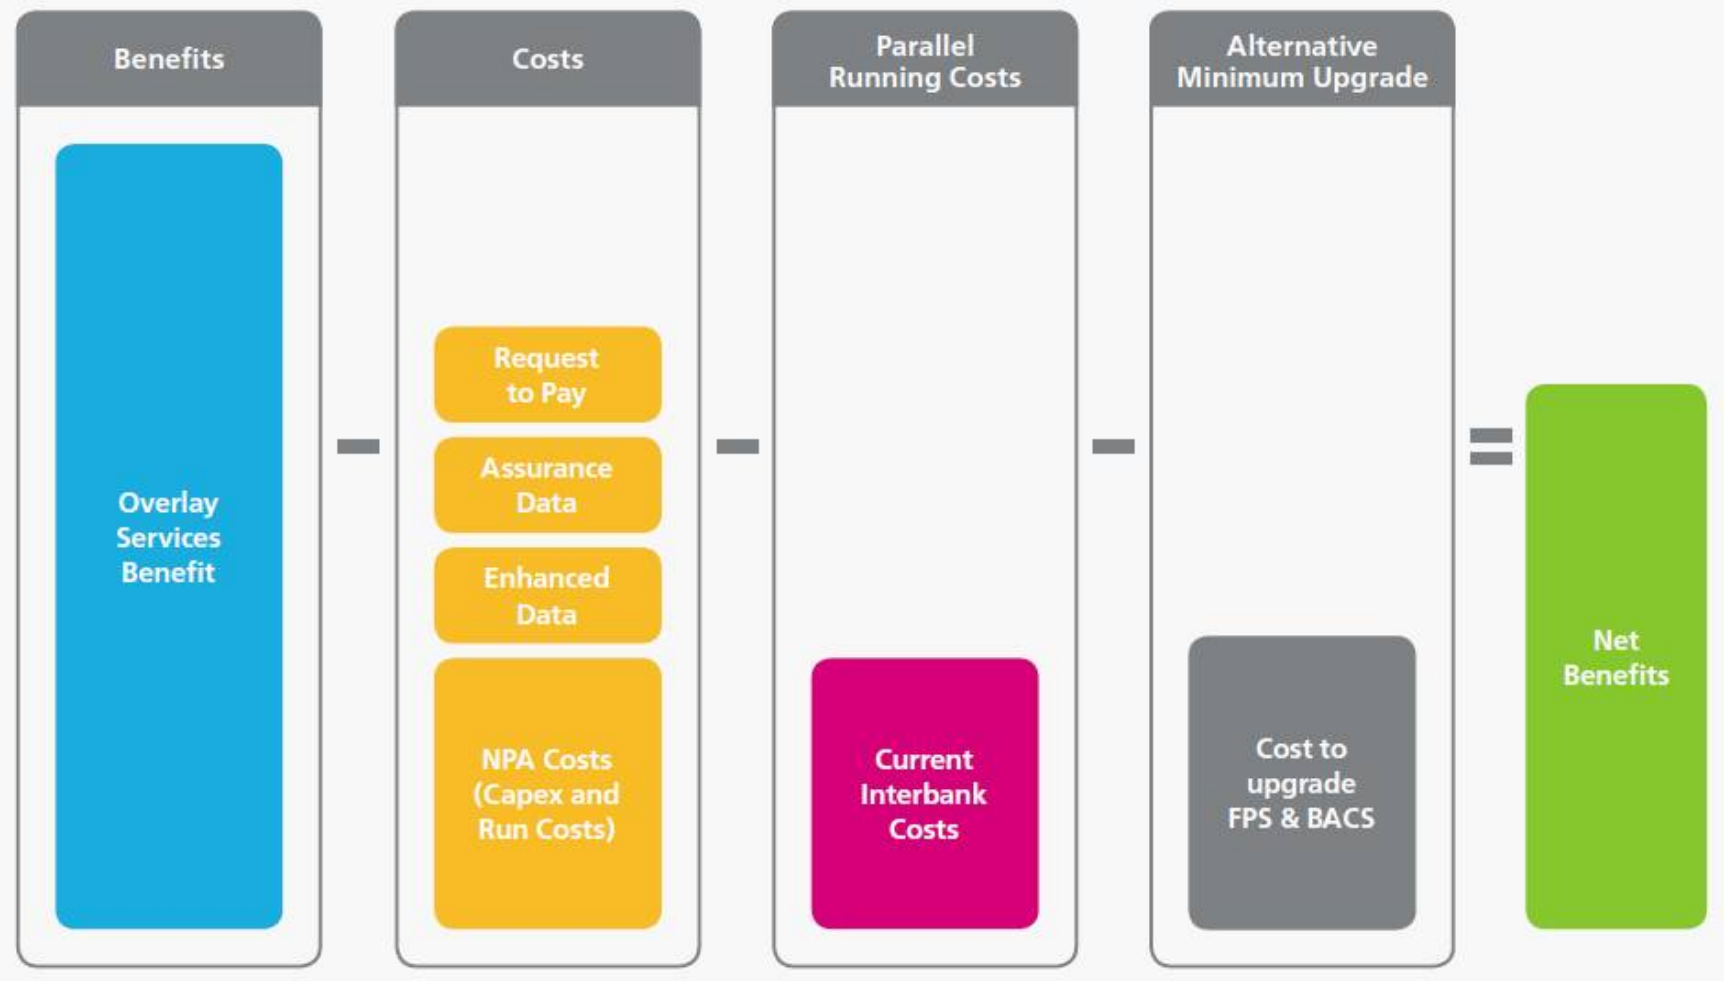 Benefits
Overlay
Services
Benefit
Costs
Request
to Pay
Assurance
Data
Enhanced
Data
NPA Costs
(Capex and
Run Costs)
Parallel
Running Costs
Current
Interbank
Costs
Alternative
Minimum Upgrade
Cost to
upgrade
FPS & BACS
Net
Benefits